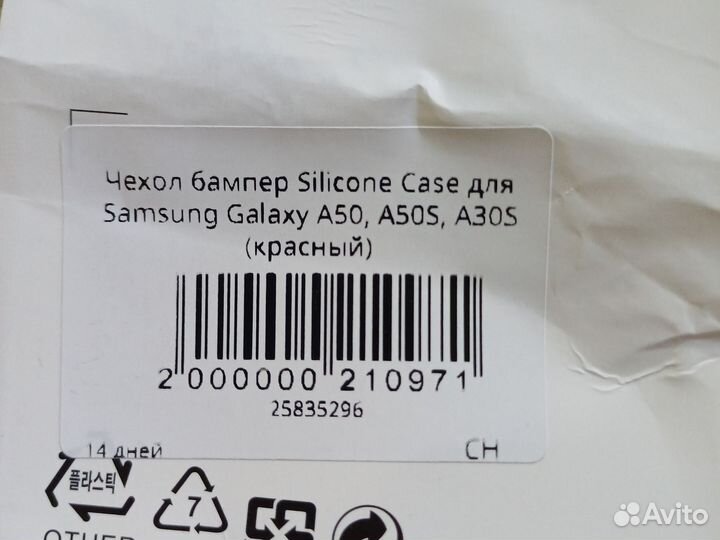 Чехол бампер Silicone Case для
Samsung Galaxy A50, A50S, A30S
(красный)
2 000000 210971
25835296
14 дней CH
플라스틱
7
OTHER
Avito